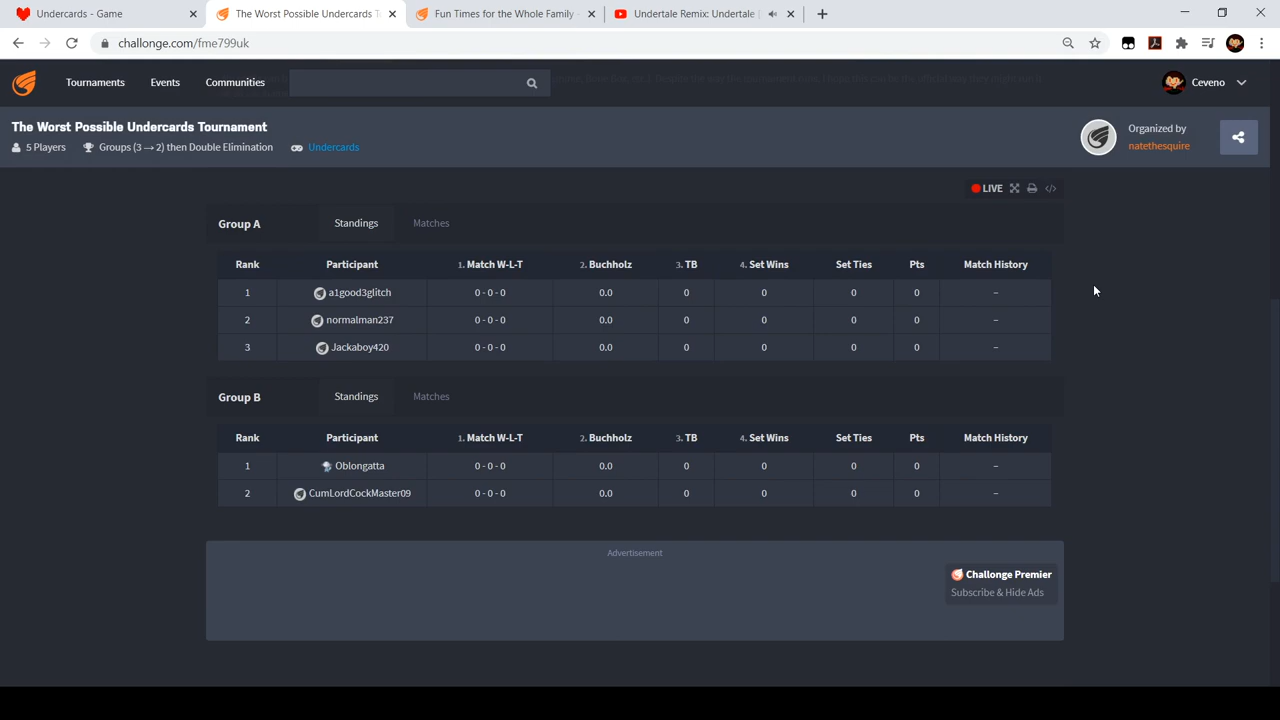 Undercards - Game
The Worst Possible Undercards T
Fun Times for the Whole Family -
Undertale Remix: Undertale
challonge.com/fme799uk
Tournaments Events Communities Ceveno
The Worst Possible Undercards Tournament
5 Players Groups (3 → 2) then Double Elimination Undercards
Organized by
natethesquire
LIVE
Group A Standings Matches
Rank Participant 1. Match W-L-T 2. Buchholz 3. TB 4. Set Wins Set Ties Pts Match History
1 a1good3glitch 0 - 0 - 0 0.0 0 0 0 0 –
2 normalman237 0 - 0 - 0 0.0 0 0 0 0 –
3 Jackaboy420 0 - 0 - 0 0.0 0 0 0 0 –
Group B Standings Matches
Rank Participant 1. Match W-L-T 2. Buchholz 3. TB 4. Set Wins Set Ties Pts Match History
1 Oblongatta 0 - 0 - 0 0.0 0 0 0 0 –
2 CumLordCockMaster09 0 - 0 - 0 0.0 0 0 0 0 –
Advertisement
Challonge Premier
Subscribe & Hide Ads